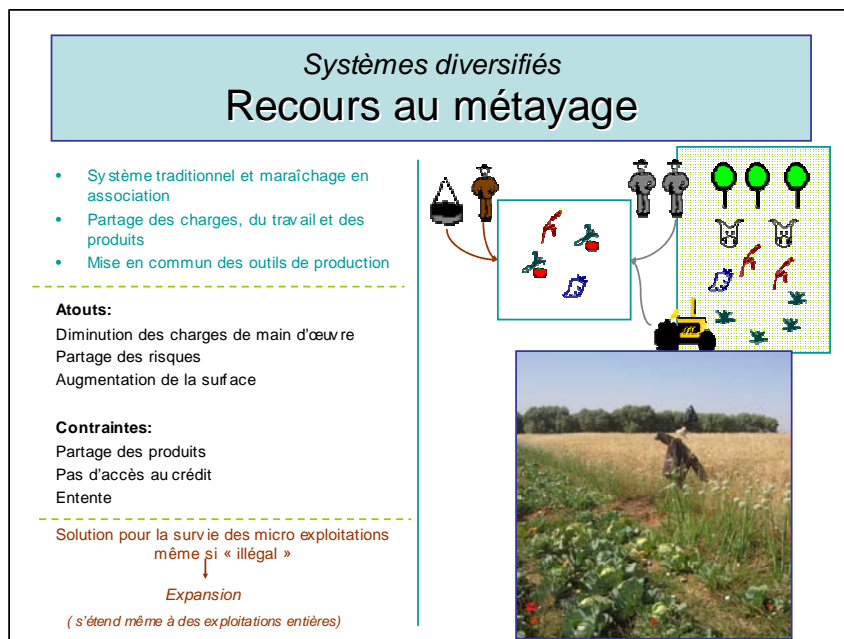 Systèmes diversifiés
Recours au métayage
• Système traditionnel et maraîchage en
association
• Partage des charges, du travail et des
produits
• Mise en commun des outils de production
Atouts:
Diminution des charges de main d’œuvre
Partage des risques
Augmentation de la surface
Contraintes:
Partage des produits
Pas d’accès au crédit
Entente
Solution pour la survie des micro exploitations
même si « illégal »
Expansion
( s’étend même à des exploitations entières)